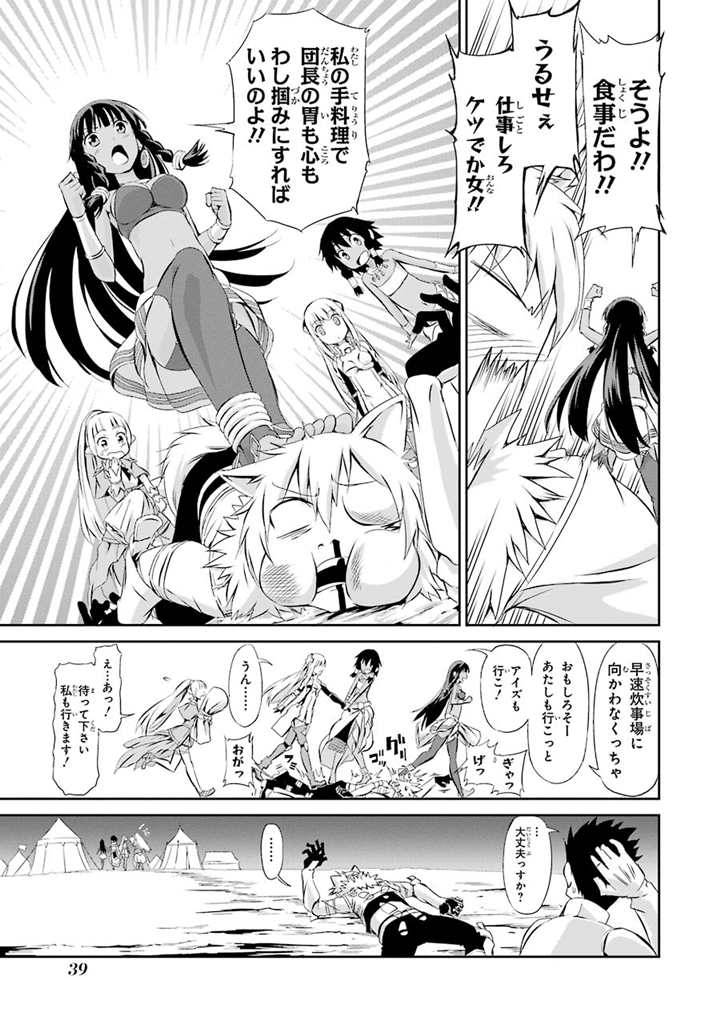 そうよ!!
食事だわ!!
うるせぇ
仕事しろ
ケツでか女!!
私の手料理で
団長の胃も心も
わし掴みにすれば
いいのよ!!
早速炊事場に
向かわなくっちゃ
おもしろそー
あたしも行こっと
アイズも
行こ!
ぎゃっ
げっ
うん……
おがっ
え…あっ!
待って下さい
私も行きます!
……
大丈夫っすか?
……
39